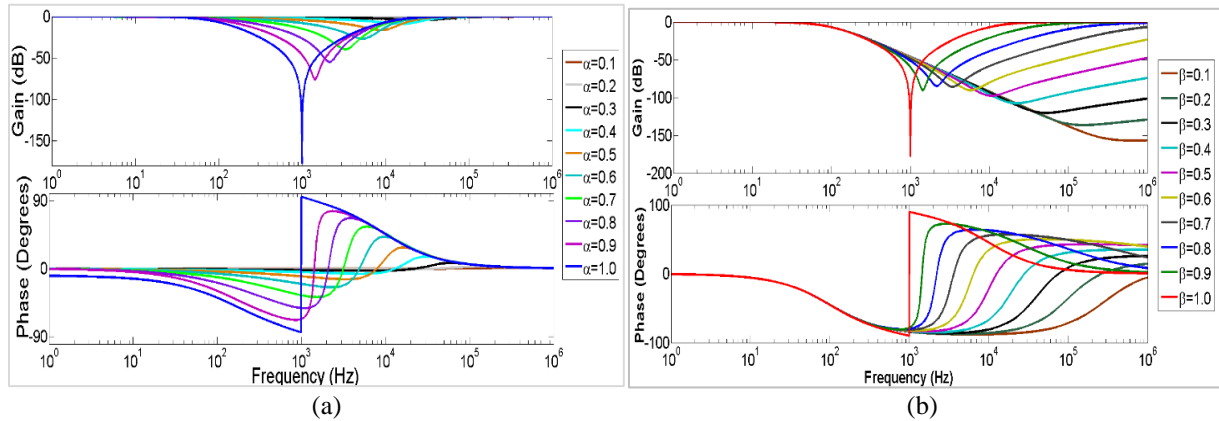 0
-50
-100
-150
Gain (dB)
10^0 10^1 10^2 10^3 10^4 10^5 10^6
90
0
-90
Phase (Degrees)
10^0 10^1 10^2 10^3 10^4 10^5 10^6
Frequency (Hz)
α=0.1
α=0.2
α=0.3
α=0.4
α=0.5
α=0.6
α=0.7
α=0.8
α=0.9
α=1.0
(a)
0
-50
-100
-150
-200
Gain (dB)
10^0 10^1 10^2 10^3 10^4 10^5 10^6
100
0
-100
Phase (Degrees)
10^0 10^1 10^2 10^3 10^4 10^5 10^6
Frequency (Hz)
β=0.1
β=0.2
β=0.3
β=0.4
β=0.5
β=0.6
β=0.7
β=0.8
β=0.9
β=1.0
(b)